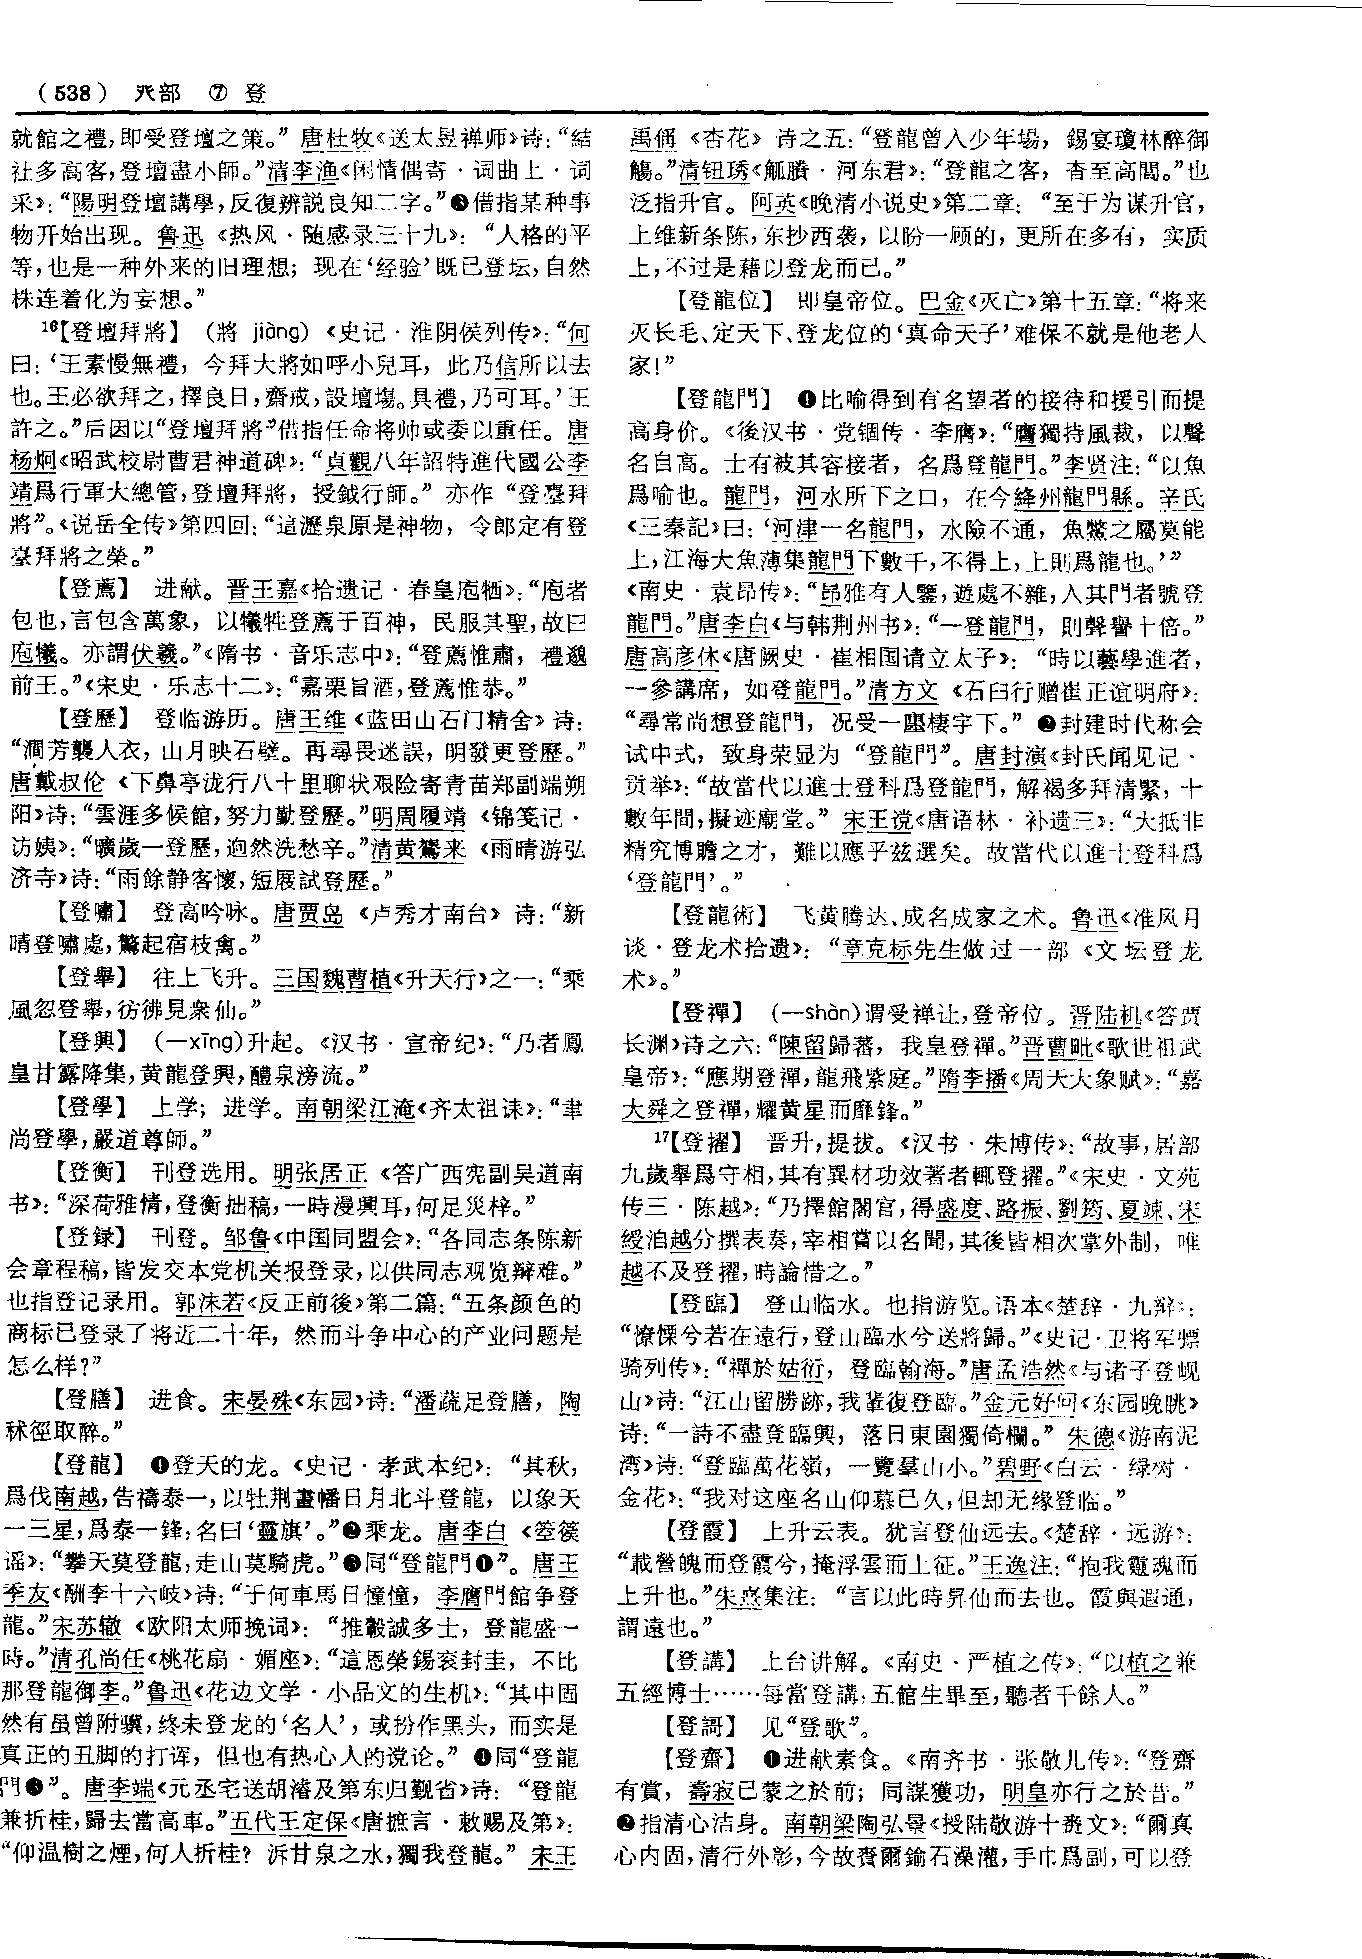 （538） 癶部 ⑦ 登
就館之禮，即受登壇之策。”唐杜牧《送太昱禅师》诗：“結
社多高客，登壇盡小師。”清李渔《闲情偶寄·词曲上·词
采》：“陽明登壇講學，反復辨説良知二字。”❸借指某种事
物开始出现。鲁迅《热风·随感录三十九》：“人格的平
等，也是一种外来的旧理想；现在‘经验’既已登坛，自然
株连着化为妄想。”
16【登壇拜將】（將 jiàng）《史记·淮阴侯列传》：“何
曰：‘王素慢無禮，今拜大將如呼小兒耳，此乃信所以去
也。王必欲拜之，擇良日，齋戒，設壇場，具禮，乃可耳。’王
許之。”后因以“登壇拜將”借指任命将帅或委以重任。唐
杨炯《昭武校尉曹君神道碑》：“貞觀八年詔特進代國公李
靖爲行軍大總管，登壇拜將，授鉞行師。”亦作“登臺拜
將”。《说岳全传》第四回：“這瀝泉原是神物，令郎定有登
臺拜將之榮。”
【登薦】 进献。晋王嘉《拾遗记·春皇庖牺》：“庖者
包也，言包含萬象，以犧牲登薦于百神，民服其聖，故曰
庖犧。亦謂伏羲。”《隋书·音乐志中》：“登薦惟肅，禮邈
前王。”《宋史·乐志十二》：“嘉栗旨酒，登薦惟恭。”
【登歷】 登临游历。唐王维《蓝田山石门精舍》诗：
“澗芳襲人衣，山月映石壁。再尋畏迷誤，明發更登歷。”
唐戴叔伦《下鼻亭泷行八十里聊状艰险寄青苗郑副端朔
阳》诗：“雲涯多候館，努力勤登歷。”明周履靖《锦笺记·
访姨》：“曠歲一登歷，迥然洗愁辛。”清黄鷟来《雨晴游弘
济寺》诗：“雨餘静客懷，短屐試登歷。”
【登嘯】 登高吟咏。唐贾岛《卢秀才南台》诗：“新
晴登嘯處，驚起宿枝禽。”
【登舉】 往上飞升。三国魏曹植《升天行》之一：“乘
風忽登舉，彷彿見衆仙。”
【登興】（—xīng）升起。《汉书·宣帝纪》：“乃者鳳
皇甘露降集，黄龍登興，醴泉滂流。”
【登學】 上学；进学。南朝梁江淹《齐太祖诔》：“聿
尚登學，嚴道尊師。”
【登衡】 刊登选用。明张居正《答广西宪副吴道南
书》：“深荷雅情，登衡拙稿，一時漫興耳，何足災梓。”
【登録】 刊登。邹鲁《中国同盟会》：“各同志条陈新
会章程稿，皆发交本党机关报登录，以供同志观览辩难。”
也指登记录用。郭沫若《反正前後》第二篇：“五条颜色的
商标已登录了将近二十年，然而斗争中心的产业问题是
怎么样？”
【登膳】 进食。宋晏殊《东园》诗：“潘蔬足登膳，陶
秫徑取醉。”
【登龍】 ❶登天的龙。《史记·孝武本纪》：“其秋，
爲伐南越，告禱泰一，以牡荆畫幡日月北斗登龍，以象天
一三星，爲泰一鋒，名曰‘靈旗’。”❷乘龙。唐李白《箜篌
谣》：“攀天莫登龍，走山莫騎虎。”❸同“登龍門❶”。唐王
季友《酬李十六岐》诗：“于何車馬日憧憧，李膺門館争登
龍。”宋苏辙《欧阳太师挽词》：“推轂誠多士，登龍盛一
時。”清孔尚任《桃花扇·媚座》：“這恩榮錫衮封圭，不比
那登龍御李。”鲁迅《花边文学·小品文的生机》：“其中固
然有虽曾附骥，终未登龙的‘名人’，或扮作黑头，而实是
真正的丑脚的打诨，但也有热心人的谠论。”❹同“登龍
門❸”。唐李端《元丞宅送胡濬及第东归觐省》诗：“登龍
兼折桂，歸去當高車。”五代王定保《唐摭言·敕赐及第》：
“仰温樹之煙，何人折桂？泝甘泉之水，獨我登龍。”宋王
禹偁《杏花》诗之五：“登龍曾入少年場，錫宴瓊林醉御
觴。”清钮琇《觚賸·河东君》：“登龍之客，沓至高閣。”也
泛指升官。阿英《晚清小说史》第二章：“至于为谋升官，
上维新条陈，东抄西袭，以盼一顾的，更所在多有，实质
上，不过是藉以登龙而已。”
【登龍位】 即皇帝位。巴金《灭亡》第十五章：“将来
灭长毛、定天下、登龙位的‘真命天子’难保不就是他老人
家！”
【登龍門】 ❶比喻得到有名望者的接待和援引而提
高身价。《後汉书·党锢传·李膺》：“膺獨持風裁，以聲
名自高。士有被其容接者，名爲登龍門。”李贤注：“以魚
爲喻也。龍門，河水所下之口，在今絳州龍門縣。辛氏
《三秦記》曰：‘河津一名龍門，水險不通，魚鱉之屬莫能
上，江海大魚薄集龍門下數千，不得上，上則爲龍也。’”
《南史·袁昂传》：“昂雅有人鑒，遊處不雜，入其門者號登
龍門。”唐李白《与韩荆州书》：“一登龍門，則聲譽十倍。”
唐高彦休《唐阙史·崔相国请立太子》：“時以藝學進者，
一參講席，如登龍門。”清方文《石臼行赠崔正谊明府》：
“尋常尚想登龍門，况受一廛棲宇下。”❷封建时代称会
试中式，致身荣显为“登龍門”。唐封演《封氏闻见记·
贡举》：“故當代以進士登科爲登龍門，解褐多拜清緊，十
數年間，擬迹廟堂。”宋王谠《唐语林·补遗三》：“大抵非
精究博贍之才，難以應乎兹選矣。故當代以進士登科爲
‘登龍門’。”
【登龍術】 飞黄腾达、成名成家之术。鲁迅《准风月
谈·登龙术拾遗》：“章克标先生做过一部《文坛登龙
术》。”
【登禪】（—shàn）谓受禅让，登帝位。晋陆机《答贾
长渊》诗之六：“陳留歸蕃，我皇登禪。”晋曹毗《歌世祖武
皇帝》：“應期登禪，龍飛紫庭。”隋李播《周天大象赋》：“嘉
大舜之登禪，耀黄星而靡鋒。”
17【登擢】 晋升，提拔。《汉书·朱博传》：“故事，居部
九歲舉爲守相，其有異材功效著者輒登擢。”《宋史·文苑
传三·陈越》：“乃擇館閣官，得盛度、路振、劉筠、夏竦、宋
綬洎越分撰表奏，宰相嘗以名聞，其後皆相次掌外制，唯
越不及登擢，時論惜之。”
【登臨】 登山临水。也指游览。语本《楚辞·九辩》：
“憭慄兮若在遠行，登山臨水兮送將歸。”《史记·卫将军骠
骑列传》：“禪於姑衍，登臨翰海。”唐孟浩然《与诸子登岘
山》诗：“江山留勝跡，我輩復登臨。”金元好问《东园晚眺》
诗：“一詩不盡登臨興，落日東園獨倚欄。”朱德《游南泥
湾》诗：“登臨萬花嶺，一覽羣山小。”碧野《白云·绿树·
金花》：“我对这座名山仰慕已久，但却无缘登临。”
【登霞】 上升云表。犹言登仙远去。《楚辞·远游》：
“載營魄而登霞兮，掩浮雲而上征。”王逸注：“抱我靈魂而
上升也。”朱熹集注：“言以此時昇仙而去也。霞與遐通，
謂遠也。”
【登講】 上台讲解。《南史·严植之传》：“以植之兼
五經博士……每當登講，五館生畢至，聽者千餘人。”
【登謌】 见“登歌”。
【登齋】 ❶进献素食。《南齐书·张敬儿传》：“登齋
有賞，壽寂已蒙之於前；同謀獲功，明皇亦行之於昔。”
❷指清心洁身。南朝梁陶弘景《授陆敬游十赉文》：“爾真
心内固，清行外彰，今故賚爾鍮石澡灌，手巾爲副，可以登